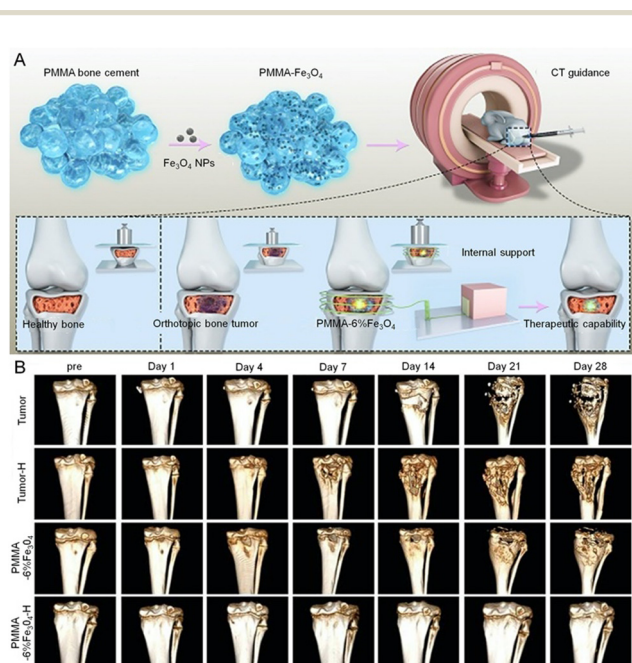 A
PMMA bone cement
PMMA-Fe₃O₄
CT guidance
Fe₃O₄ NPs
Internal support
Healthy bone
Orthotopic bone tumor
PMMA-6%Fe₃O₄
Therapeutic capability
B
pre
Day 1
Day 4
Day 7
Day 14
Day 21
Day 28
Tumor
Tumor-H
PMMA
-6%Fe₃O₄
PMMA
-6%Fe₃O₄-H